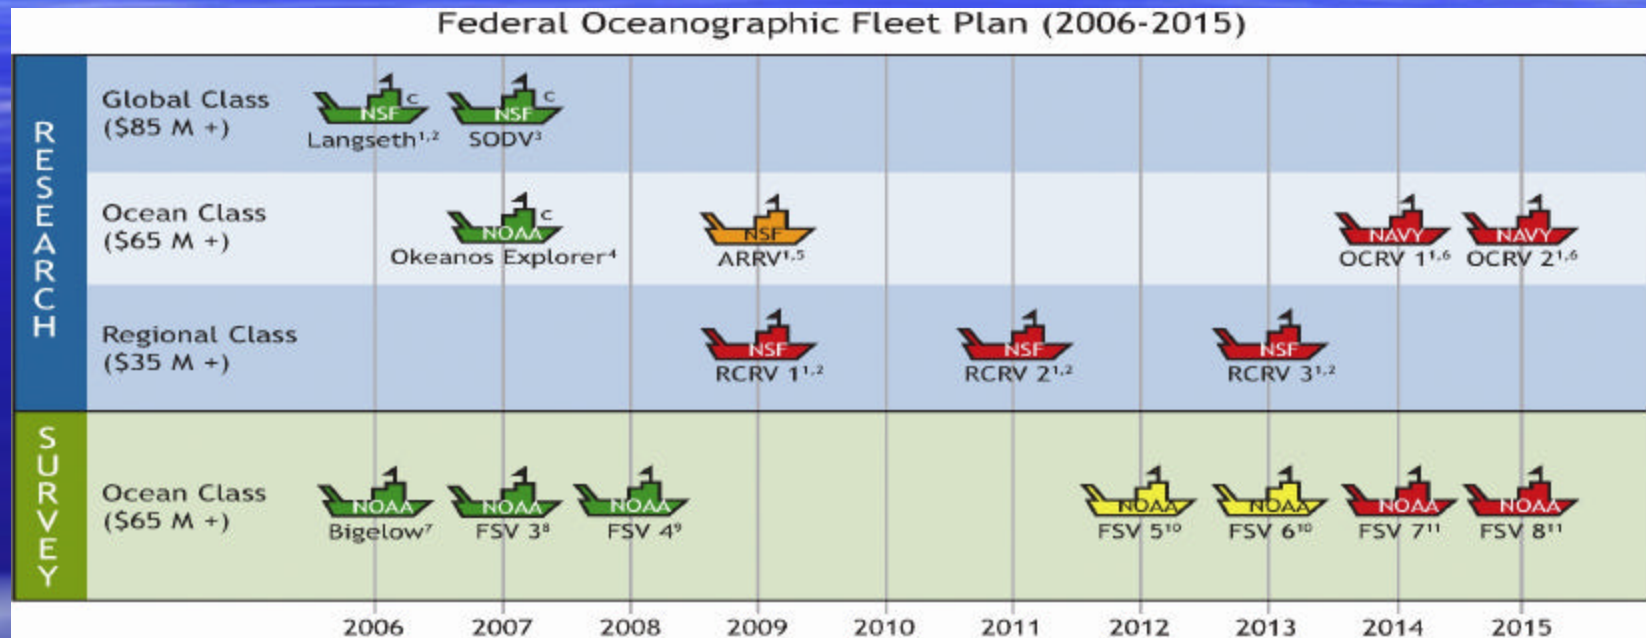 Federal Oceanographic Fleet Plan (2006-2015)
RESEARCH
Global Class
($85 M +)
NSF C
NSF C
Langseth¹,² SODV³
Ocean Class
($65 M +)
NOAA C
NSF
NAVY
NAVY
Okeanos Explorer⁴ ARRV¹,⁵ OCRV 1¹,⁶ OCRV 2¹,⁶
Regional Class
($35 M +)
NSF
NSF
NSF
RCRV 1¹,² RCRV 2¹,² RCRV 3¹,²
SURVEY
Ocean Class
($65 M +)
NOAA
NOAA
NOAA
NOAA
NOAA
NOAA
NOAA
Bigelow⁷ FSV 3⁸ FSV 4⁹ FSV 5¹⁰ FSV 6¹⁰ FSV 7¹¹ FSV 8¹¹
2006 2007 2008 2009 2010 2011 2012 2013 2014 2015